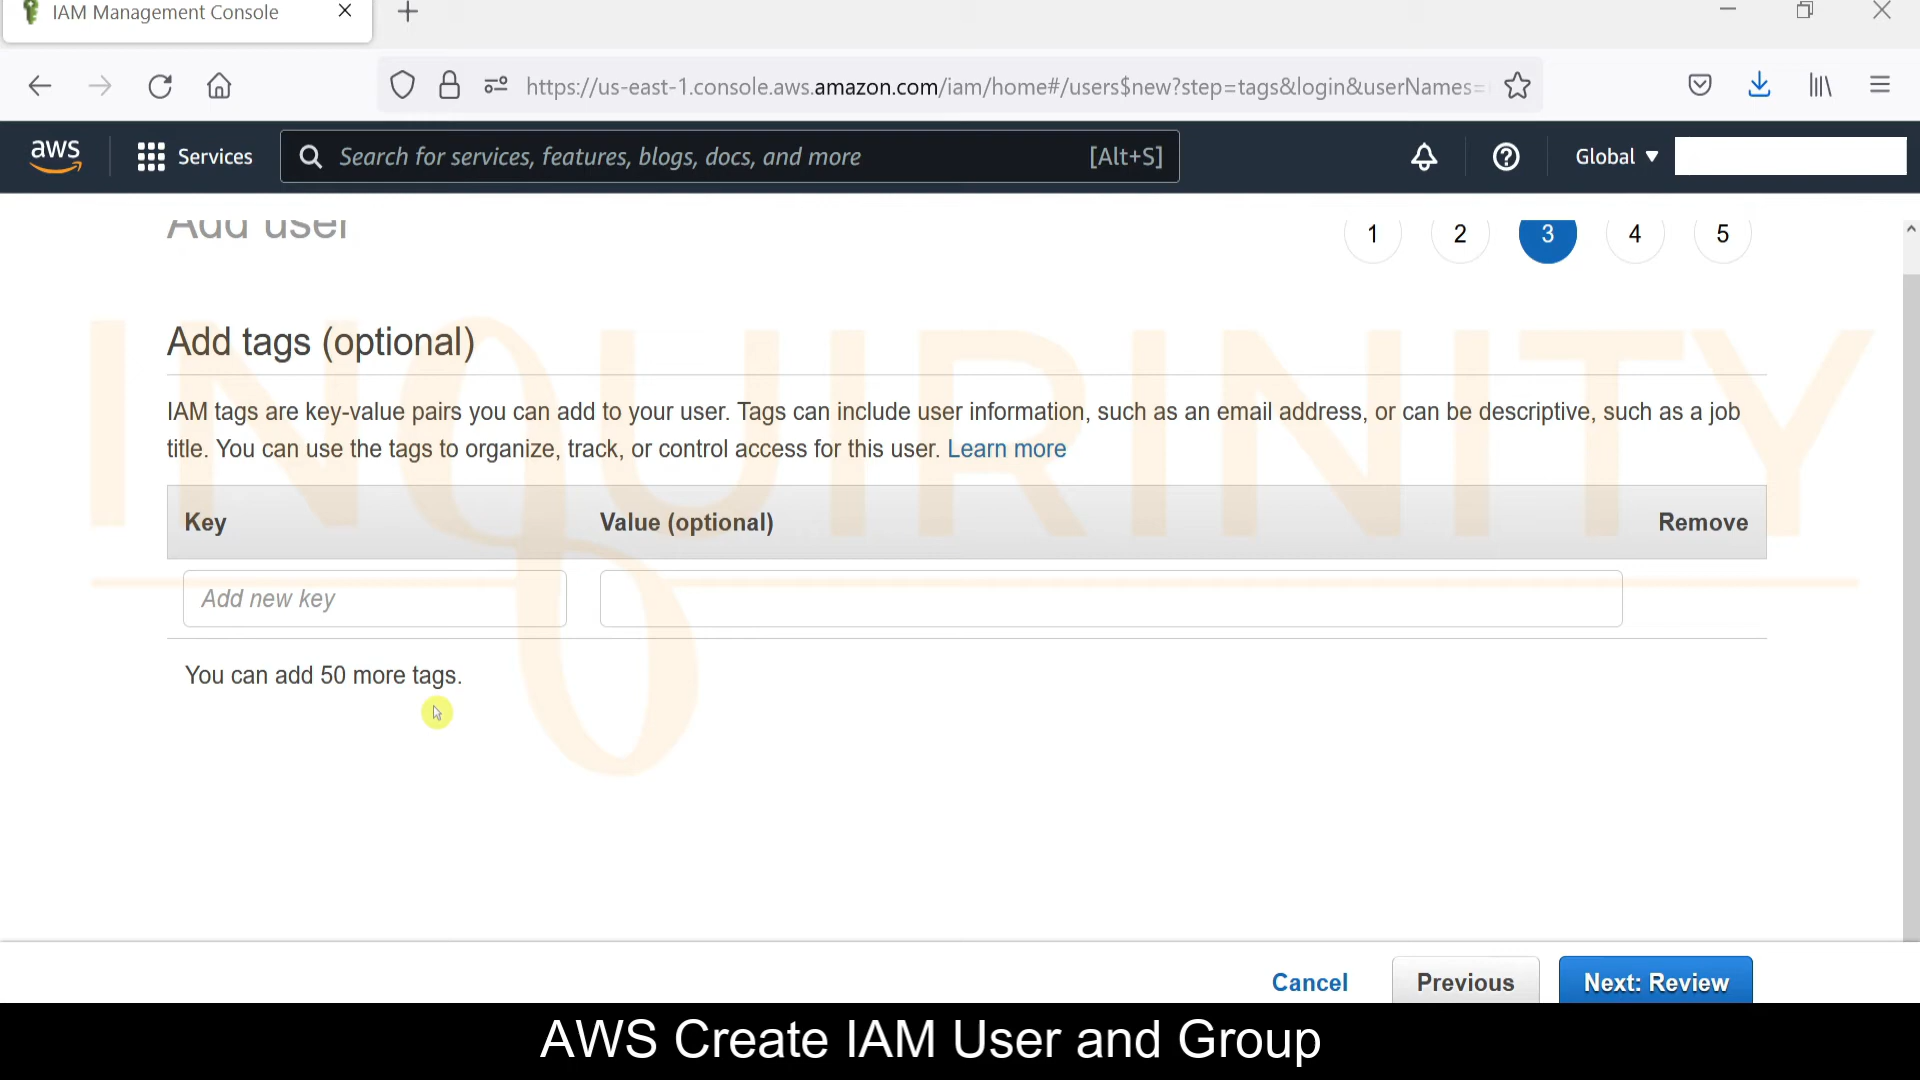 IAM Management Console
https://us-east-1.console.aws.amazon.com/iam/home#/users$new?step=tags&login&userNames=
aws
Services
Search for services, features, blogs, docs, and more
[Alt+S]
Global
Add user
1 2 3 4 5
Add tags (optional)
IAM tags are key-value pairs you can add to your user. Tags can include user information, such as an email address, or can be descriptive, such as a job
title. You can use the tags to organize, track, or control access for this user. Learn more
INQUIRINITY
Key Value (optional) Remove
Add new key
You can add 50 more tags.
Cancel Previous Next: Review
AWS Create IAM User and Group